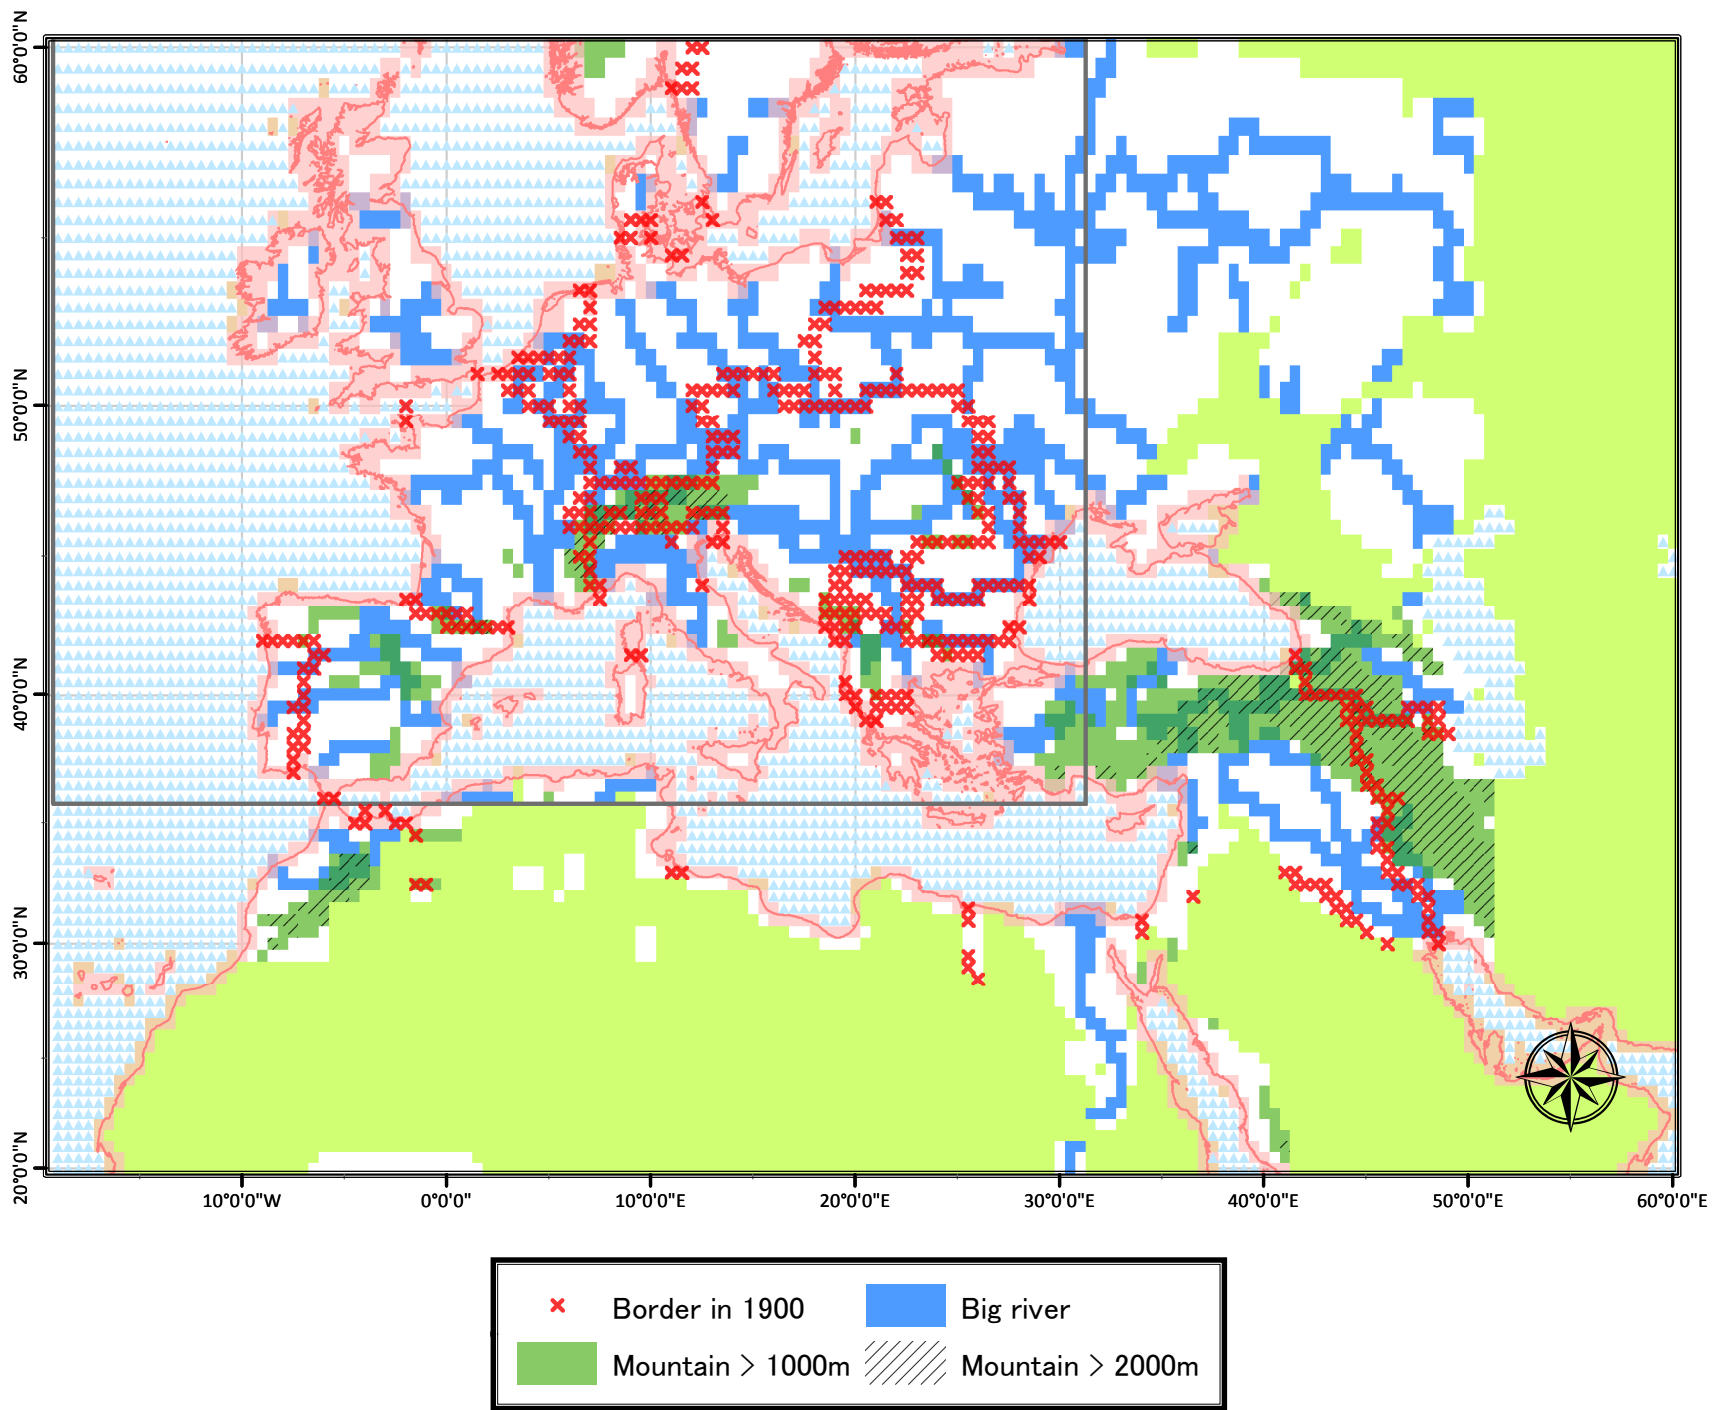 60°0'0"N
50°0'0"N
40°0'0"N
30°0'0"N
20°0'0"N
10°0'0"W
0°0'0"
10°0'0"E
20°0'0"E
30°0'0"E
40°0'0"E
50°0'0"E
60°0'0"E
Border in 1900
Big river
Mountain > 1000m
Mountain > 2000m